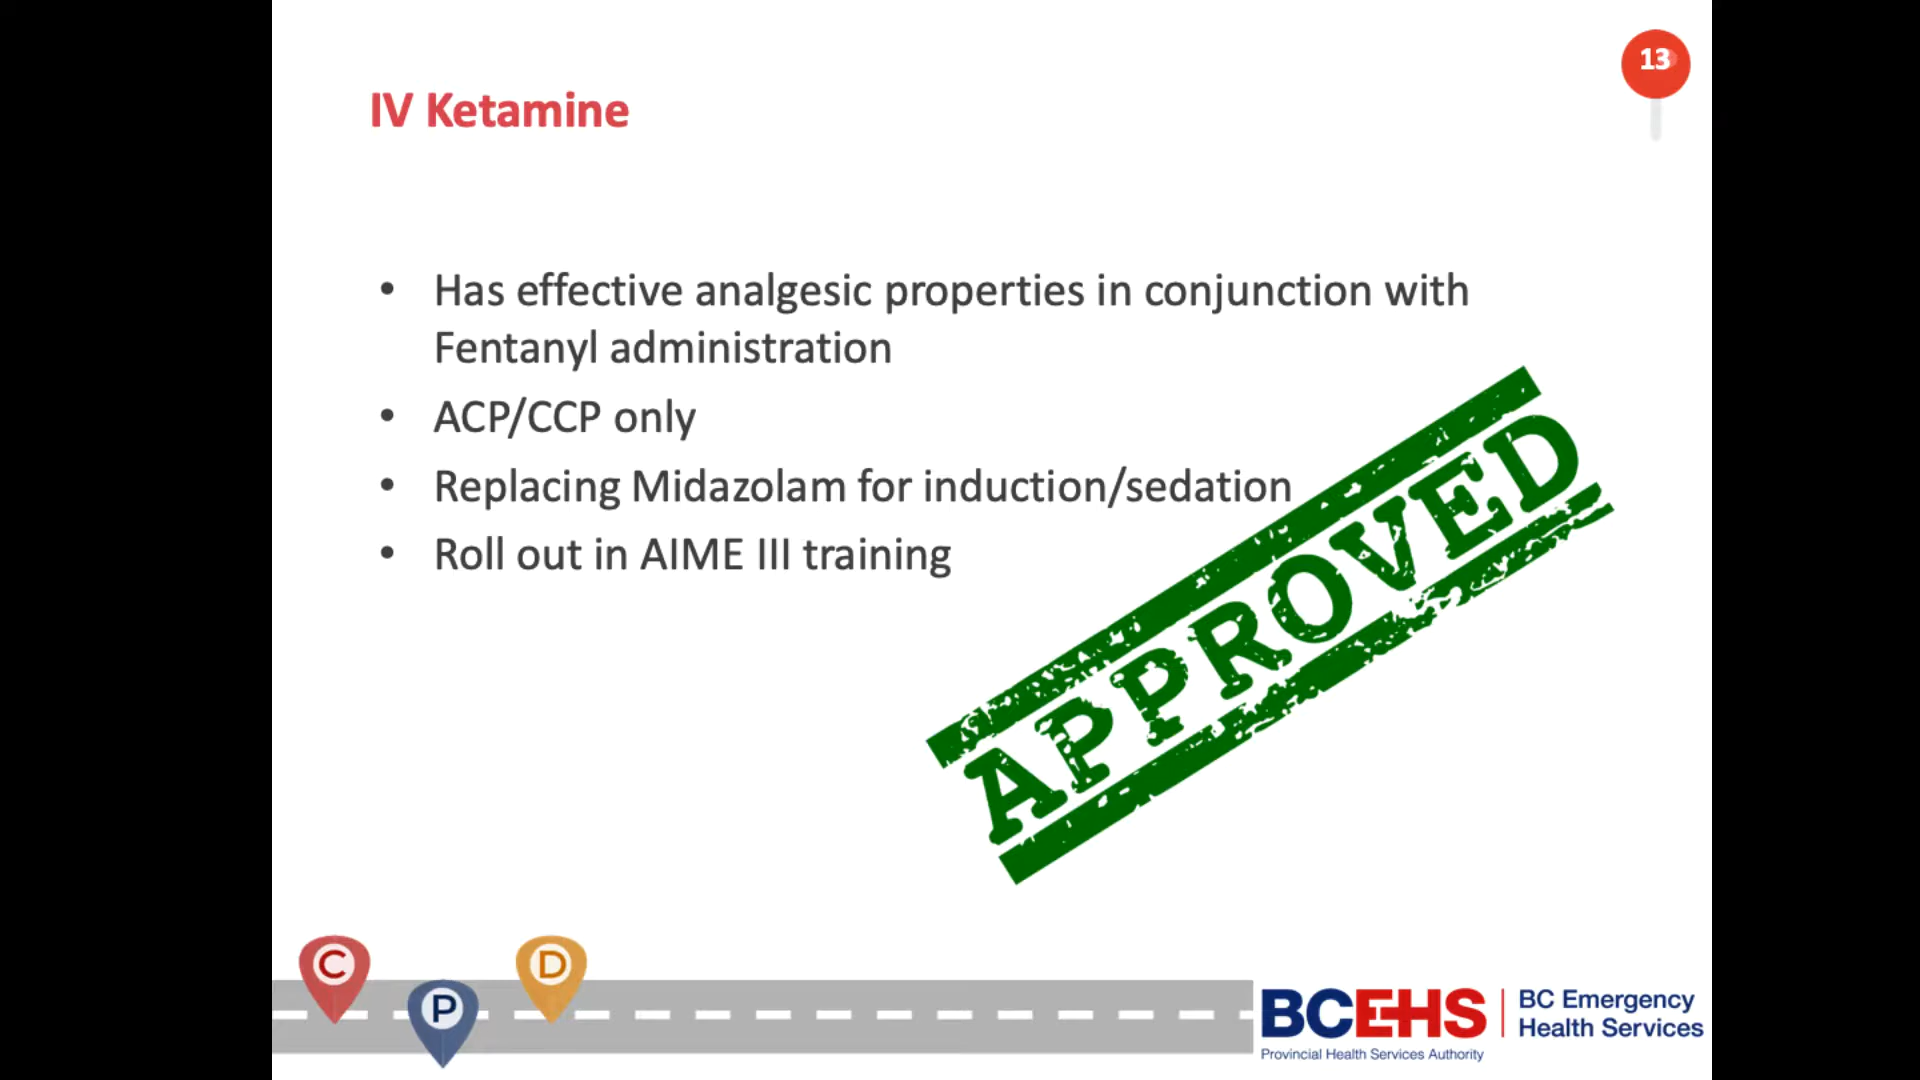 13
IV Ketamine
• Has effective analgesic properties in conjunction with
Fentanyl administration
• ACP/CCP only
• Replacing Midazolam for induction/sedation
• Roll out in AIME III training
APPROVED
C
P
D
BCEHS
Provincial Health Services Authority
BC Emergency
Health Services